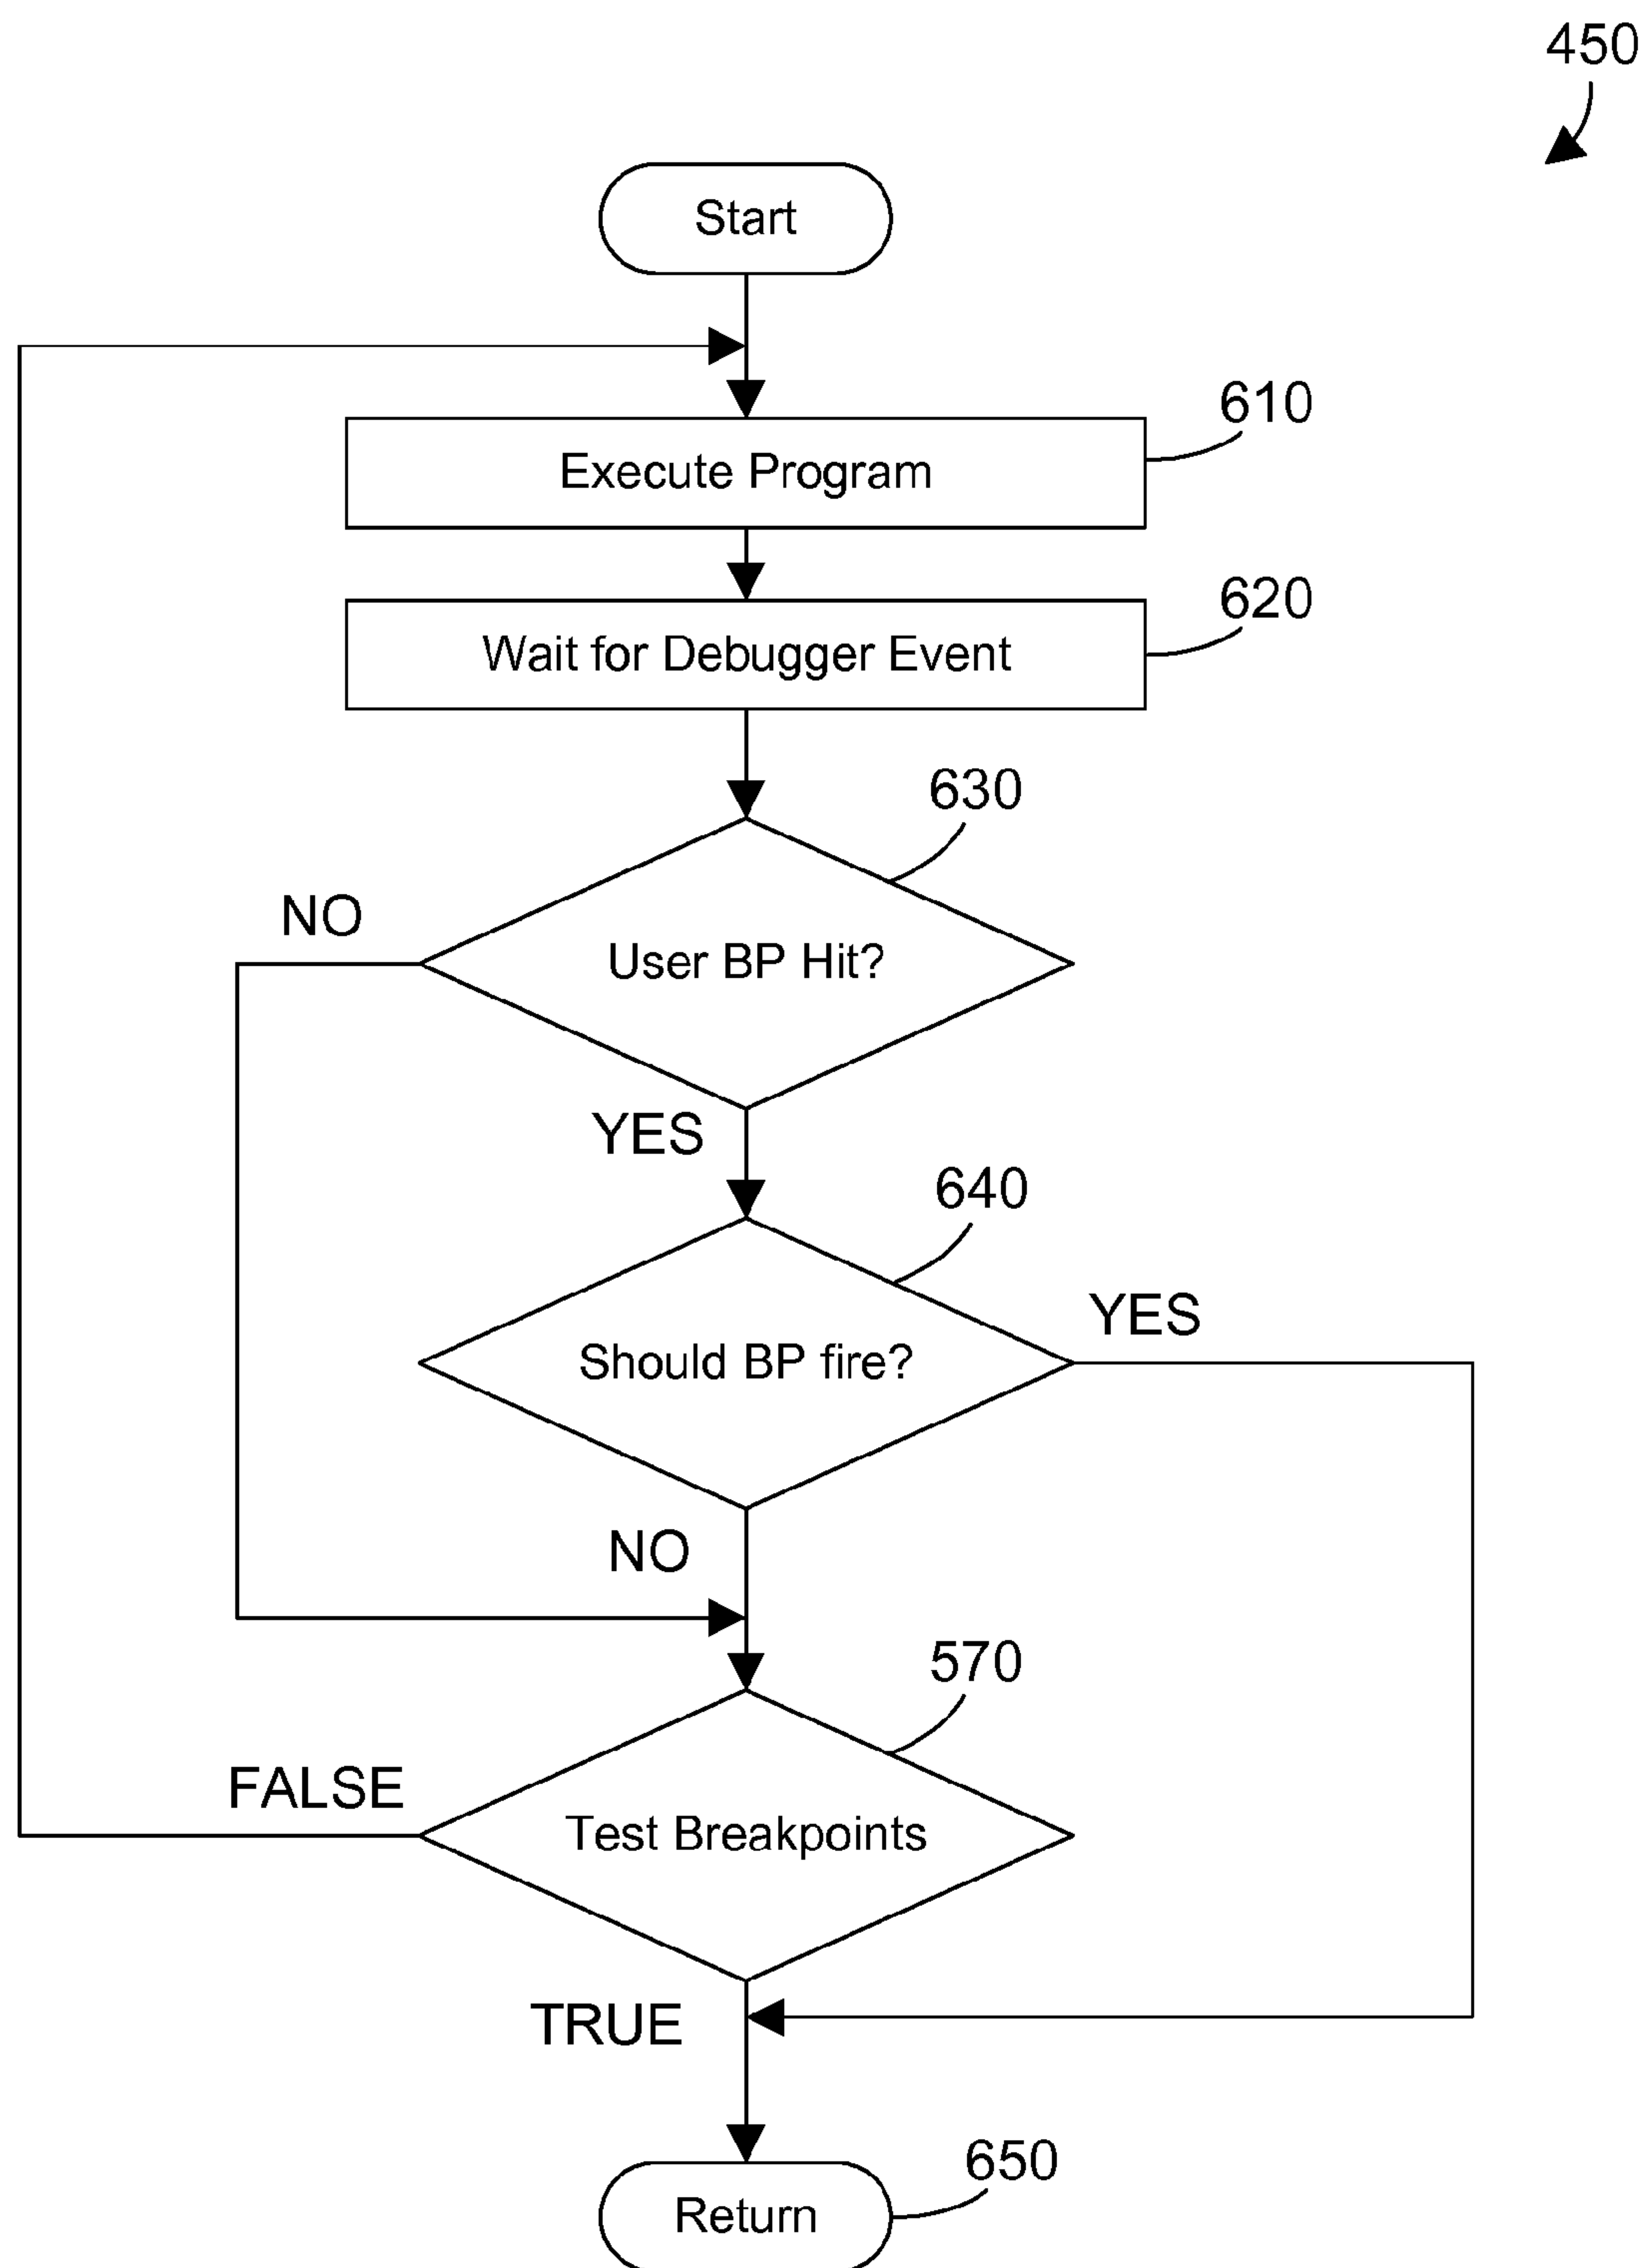 450
Start
610
Execute Program
620
Wait for Debugger Event
630
NO
User BP Hit?
YES
640
YES
Should BP fire?
NO
570
FALSE
Test Breakpoints
TRUE
650
Return